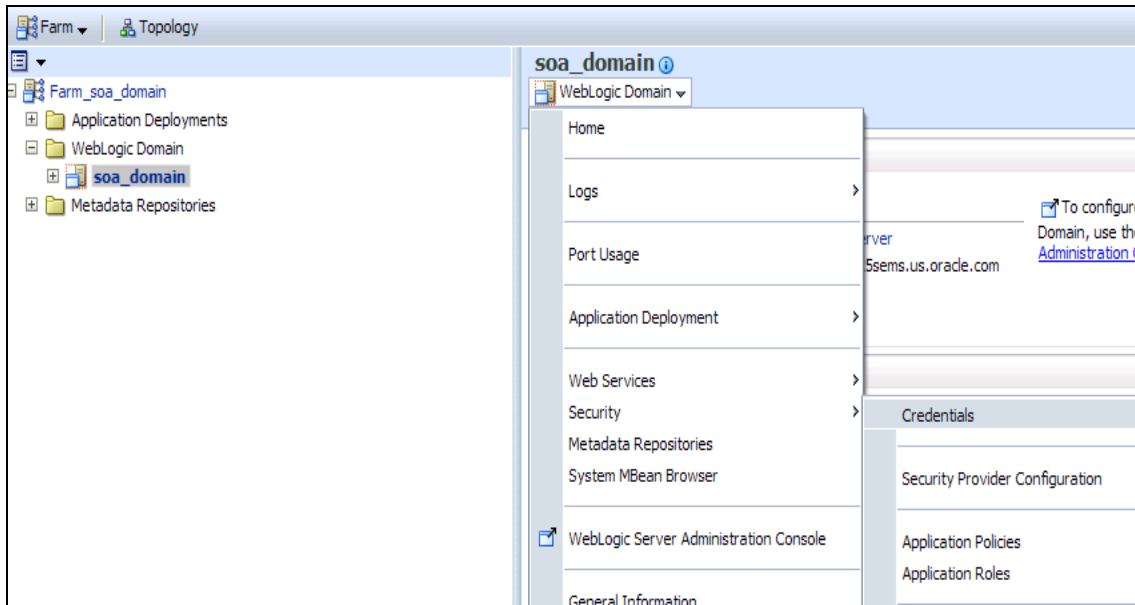 Farm Topology
Farm_soa_domain
Application Deployments
WebLogic Domain
soa_domain
Metadata Repositories
soa_domain
WebLogic Domain
Home
Logs
Port Usage
Application Deployment
Web Services
Security
Metadata Repositories
System MBean Browser
WebLogic Server Administration Console
General Information
To configure
Domain, use the
rver
Administration
5sems.us.oracle.com
Credentials
Security Provider Configuration
Application Policies
Application Roles